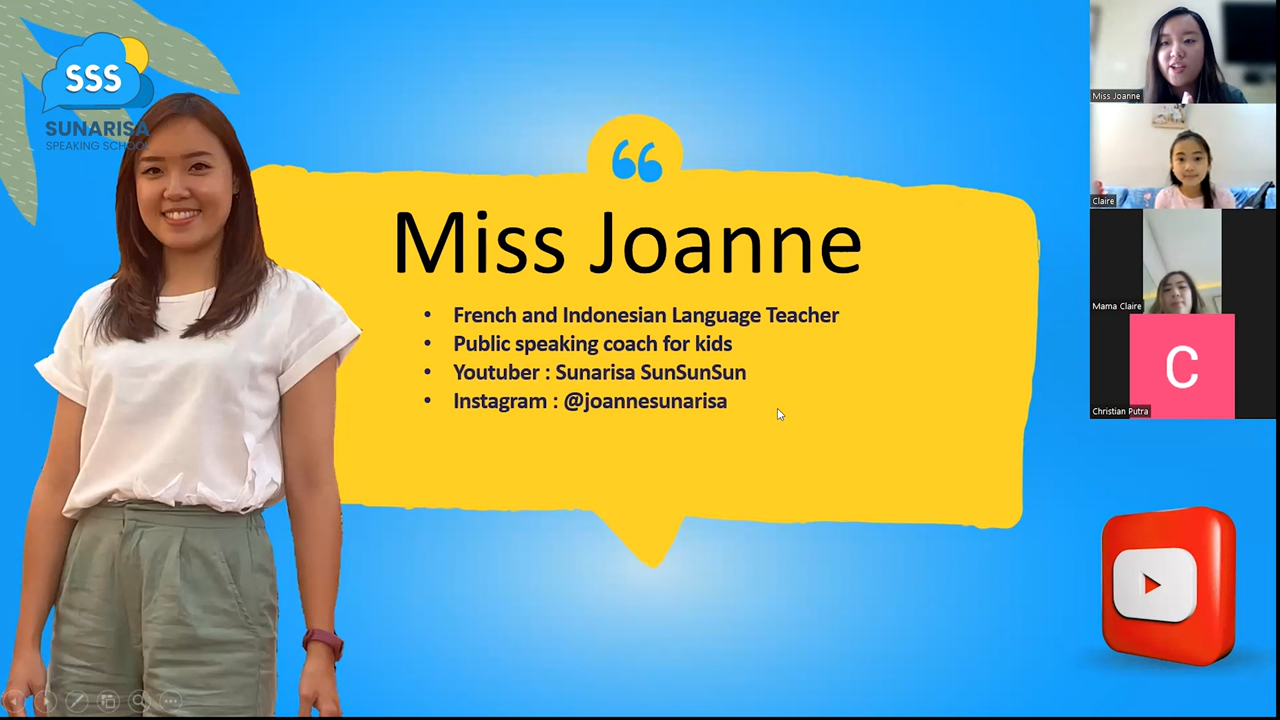 SSS
SUNARISA
SPEAKING SCHOOL
“
Miss Joanne
• French and Indonesian Language Teacher
• Public speaking coach for kids
• Youtuber : Sunarisa SunSunSun
• Instagram : @joannesunarisa
Miss Joanne
Claire
Mama Claire
C
Christian Putra